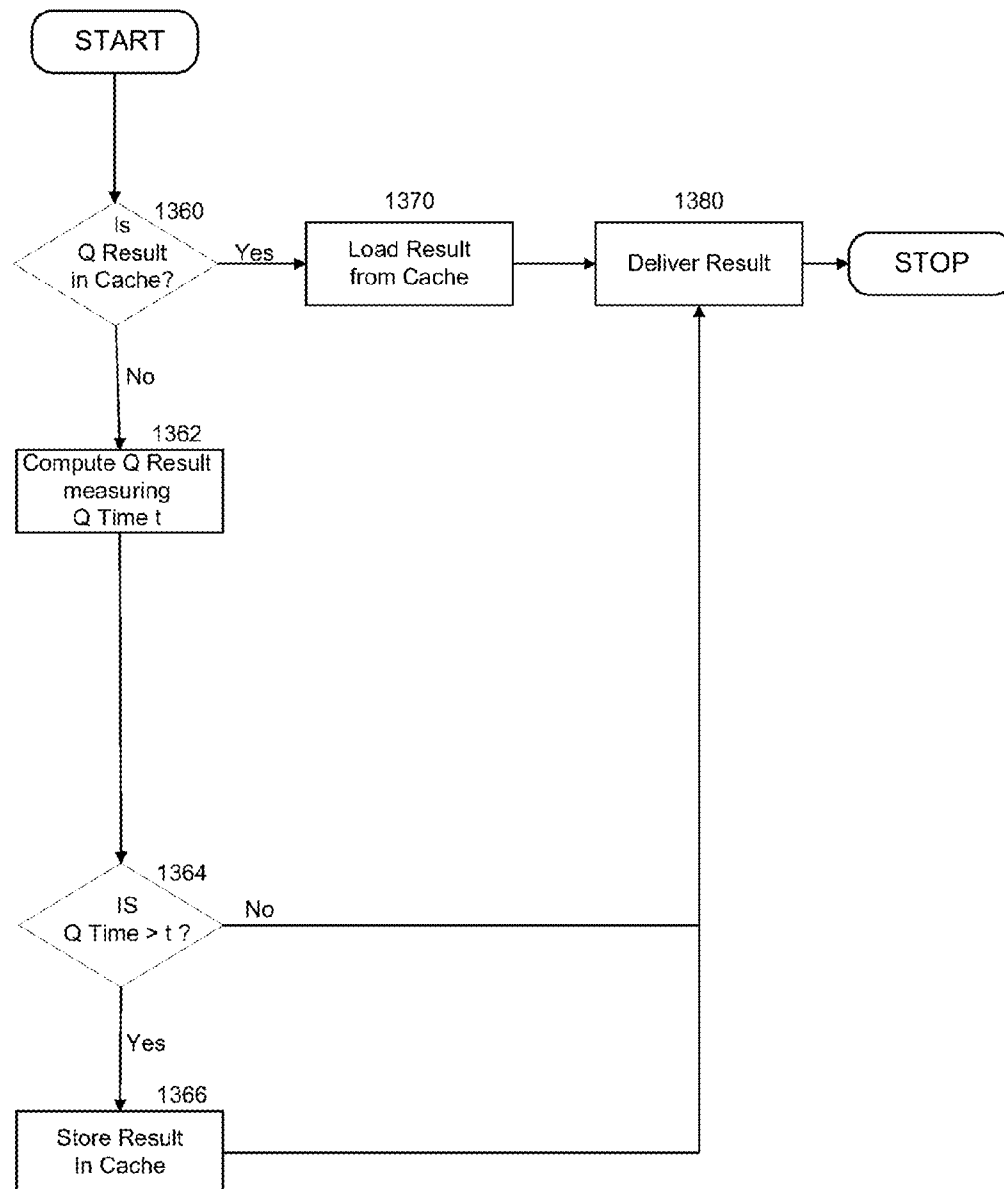 START
1360
Is
Q Result
in Cache?
Yes
1370
Load Result
from Cache
1380
Deliver Result
STOP
No
1362
Compute Q Result
measuring
Q Time t
1364
IS
Q Time > t ?
No
Yes
1366
Store Result
In Cache